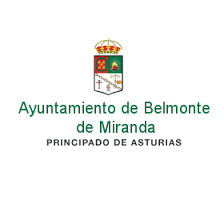 Ayuntamiento de Belmonte
de Miranda
PRINCIPADO DE ASTURIAS